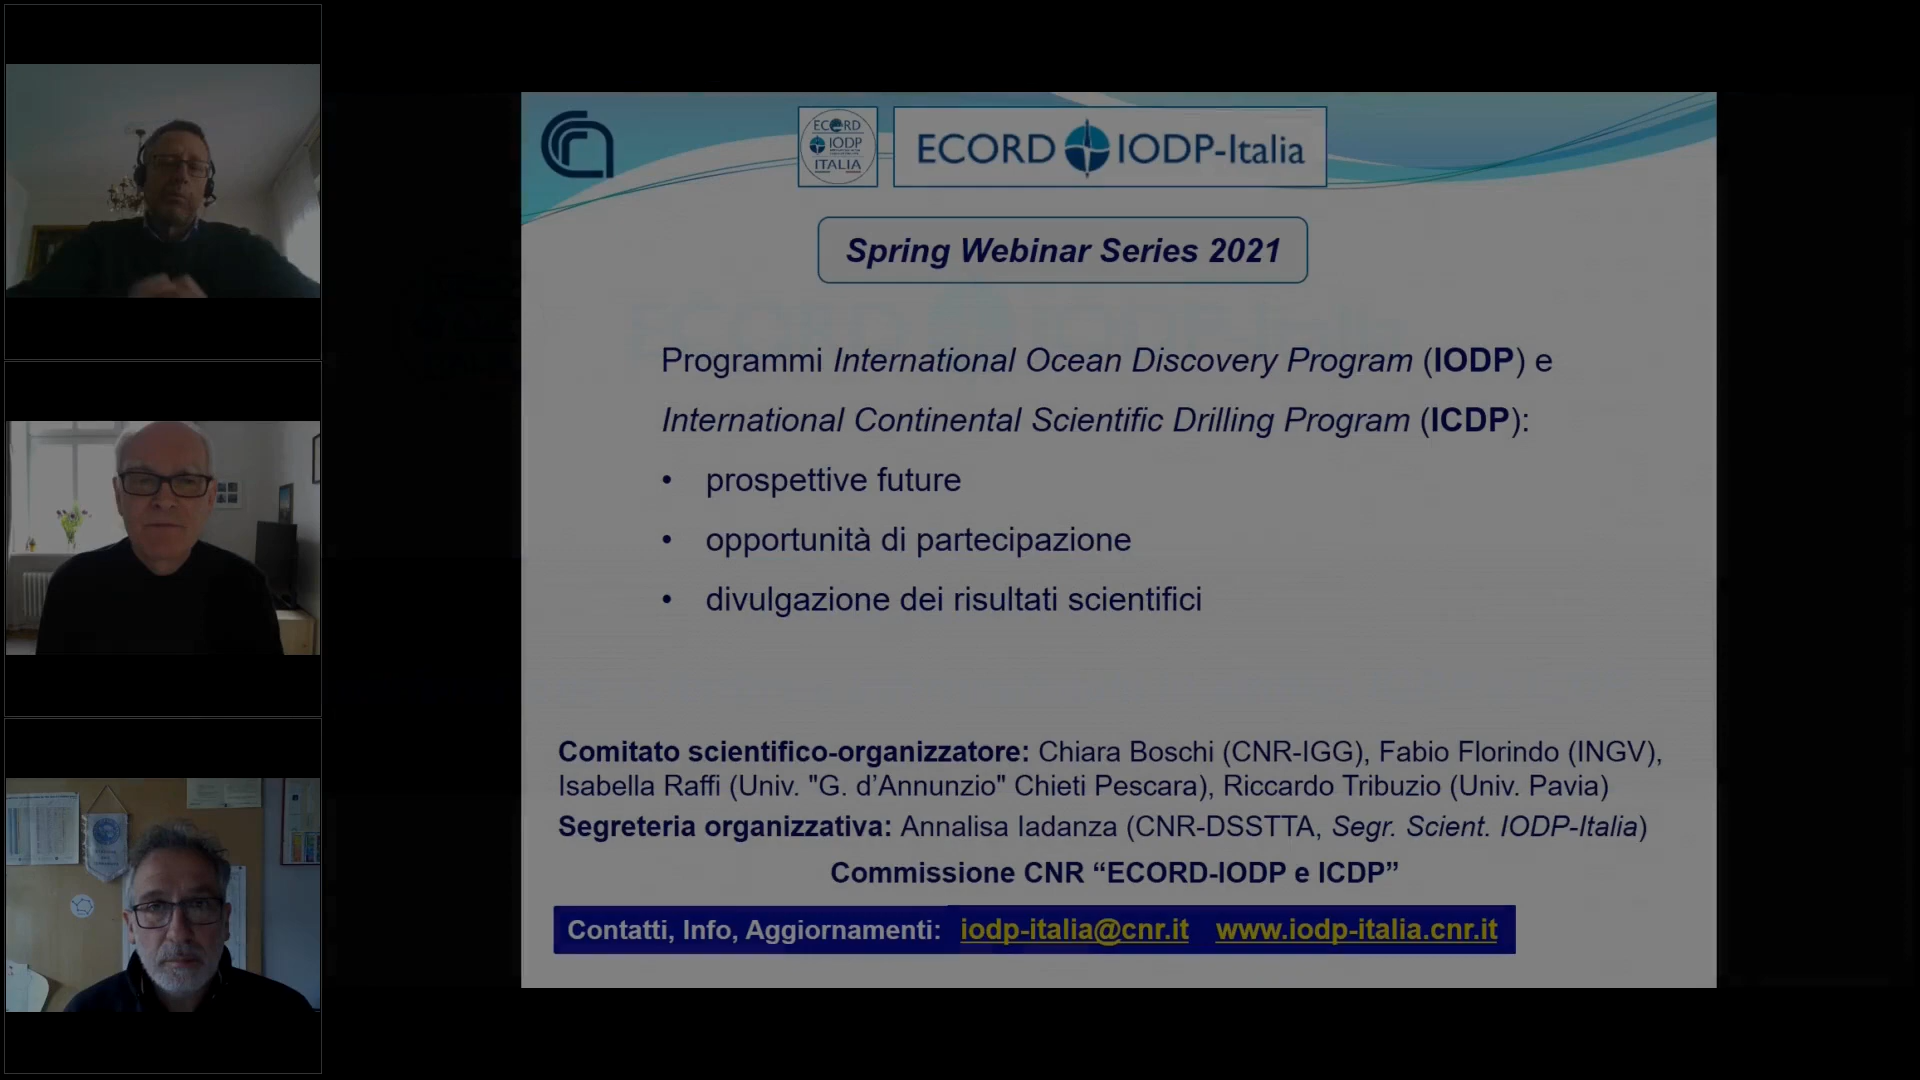 ECORD
IODP
ITALIA
ECORD IODP-Italia
Spring Webinar Series 2021
Programmi International Ocean Discovery Program (IODP) e
International Continental Scientific Drilling Program (ICDP):
• prospettive future
• opportunità di partecipazione
• divulgazione dei risultati scientifici
Comitato scientifico-organizzatore: Chiara Boschi (CNR-IGG), Fabio Florindo (INGV),
Isabella Raffi (Univ. "G. d’Annunzio" Chieti Pescara), Riccardo Tribuzio (Univ. Pavia)
Segreteria organizzativa: Annalisa Iadanza (CNR-DSSTTA, Segr. Scient. IODP-Italia)
Commissione CNR “ECORD-IODP e ICDP”
Contatti, Info, Aggiornamenti: iodp-italia@cnr.it www.iodp-italia.cnr.it